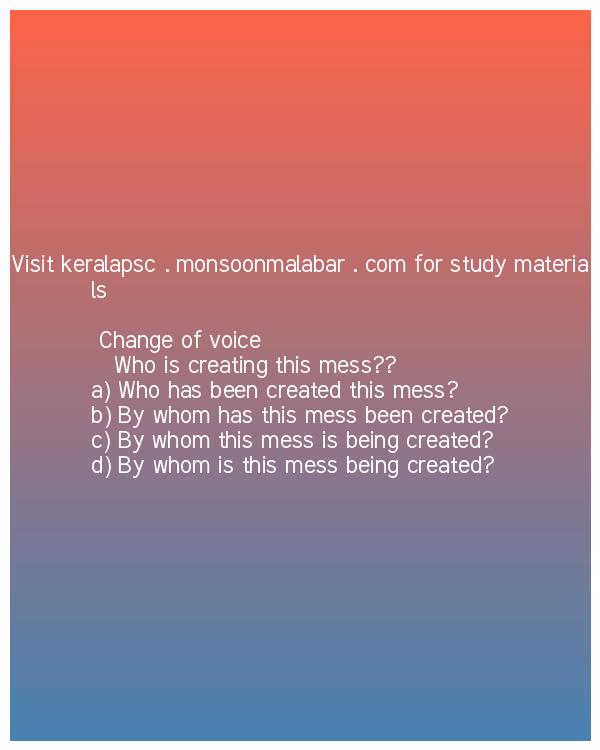 Visit keralapsc . monsoonmalabar . com for study materia
ls
Change of voice
Who is creating this mess??
a) Who has been created this mess?
b) By whom has this mess been created?
c) By whom this mess is being created?
d) By whom is this mess being created?